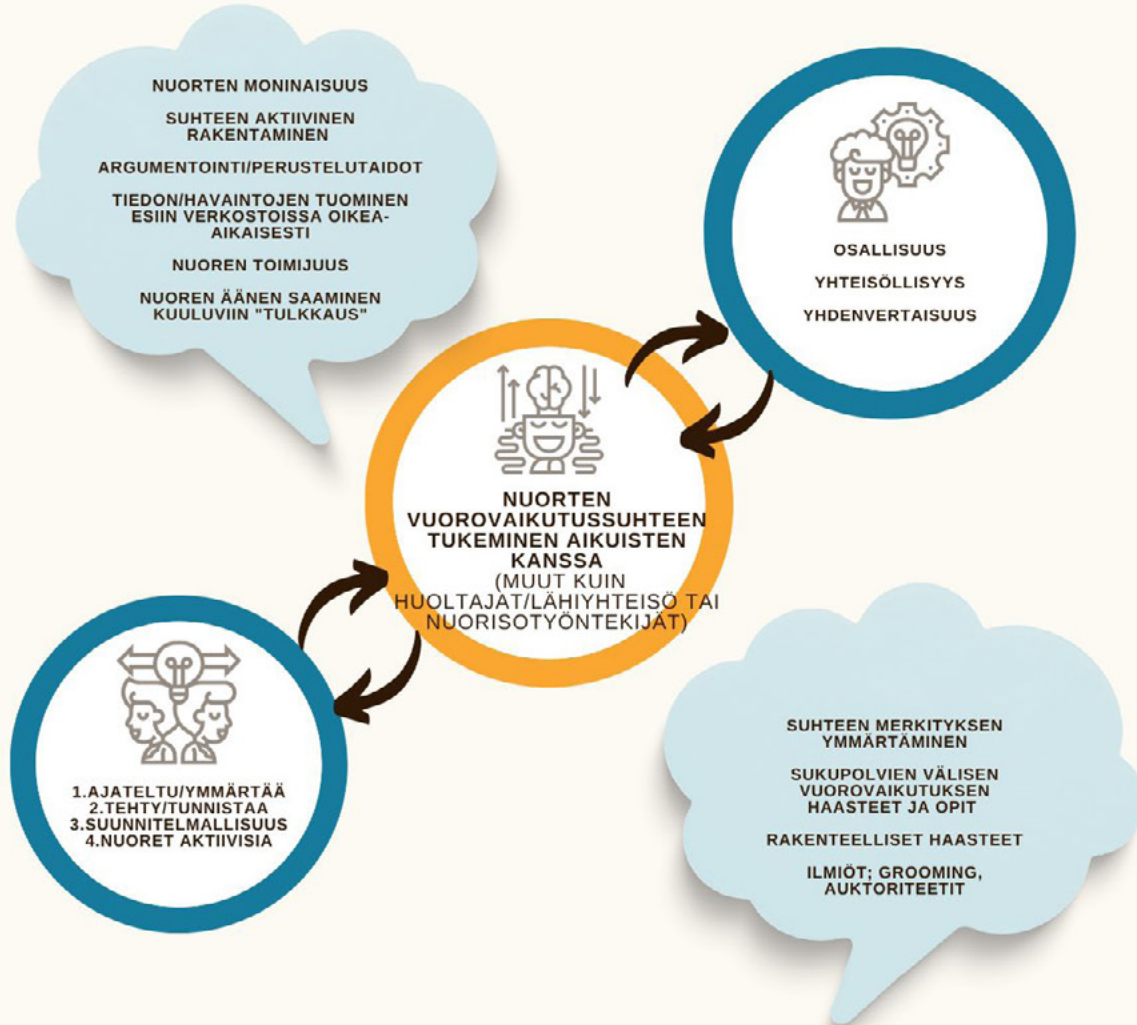 NUORTEN MONINAISUUS
SUHTEEN AKTIIVINEN
RAKENTAMINEN
ARGUMENTOINTI/PERUSTELUTAIDOT
TIEDON/HAVAINTOJEN TUOMINEN
ESIIN VERKOSTOISSA OIKEA-
AIKAISESTI
NUOREN TOIMIJUUS
NUOREN ÄÄNEN SAAMINEN
KUULUVIIN "TULKKAUS"
OSALLISUUS
YHTEISÖLLISYYS
YHDENVERTAISUUS
NUORTEN
VUOROVAIKUTUSSUHTEEN
TUKEMINEN AIKUISTEN
KANSSA
(MUUT KUIN
HUOLTAJAT/LÄHIYHTEISÖ TAI
NUORISOTYÖNTEKIJÄT)
1.AJATELTU/YMMÄRTÄÄ
2.TEHTY/TUNNISTAA
3.SUUNNITELMALLISUUS
4.NUORET AKTIIVISIA
SUHTEEN MERKITYKSEN
YMMÄRTÄMINEN
SUKUPOLVIEN VÄLISEN
VUOROVAIKUTUKSEN
HAASTEET JA OPIT
RAKENTEELLISET HAASTEET
ILMIÖT; GROOMING,
AUKTORITEETIT